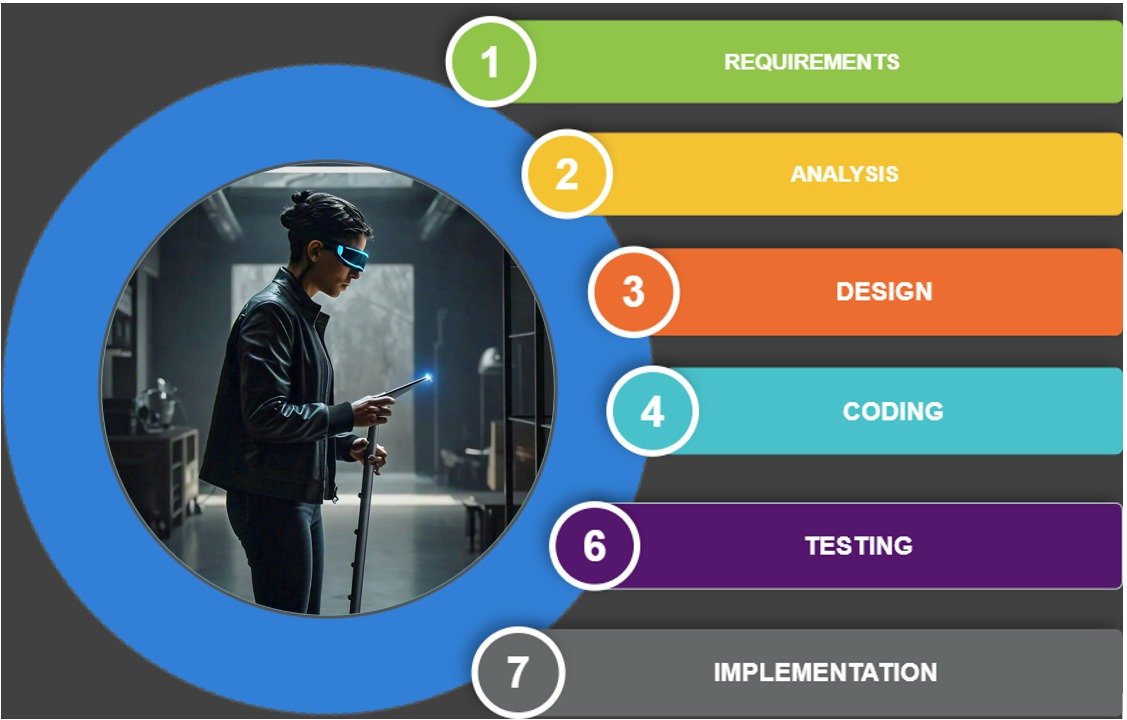 1 REQUIREMENTS
2 ANALYSIS
3 DESIGN
4 CODING
6 TESTING
7 IMPLEMENTATION